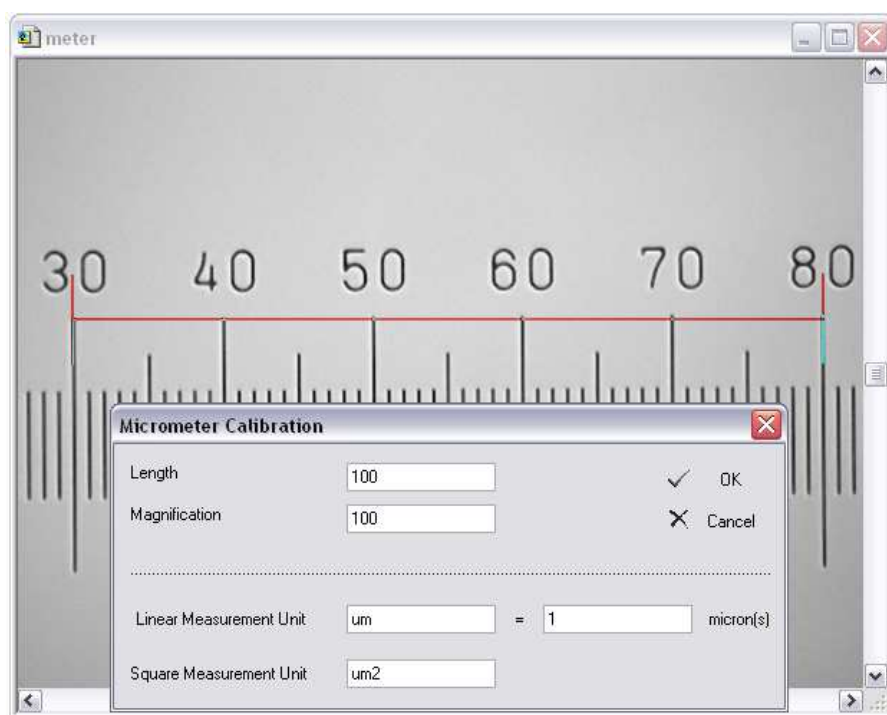 meter
30 40 50 60 70 80
Micrometer Calibration
Length 100 OK
Magnification 100 Cancel
Linear Measurement Unit um = 1 micron(s)
Square Measurement Unit um2